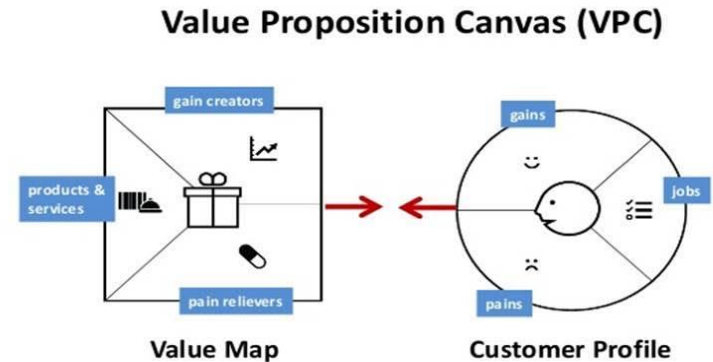 Value Proposition Canvas (VPC)
gain creators
products &
services
pain relievers
Value Map
gains
jobs
pains
Customer Profile